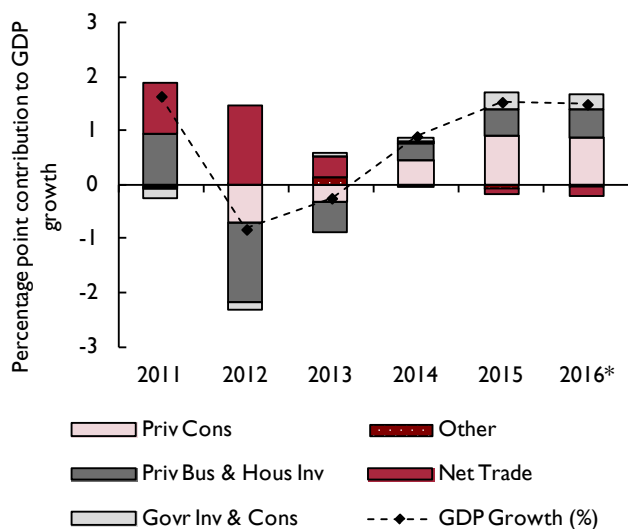 Percentage point contribution to GDP
growth
3
2
1
0
-1
-2
-3
2011 2012 2013 2014 2015 2016*
Priv Cons Other
Priv Bus & Hous Inv Net Trade
Govr Inv & Cons GDP Growth (%)